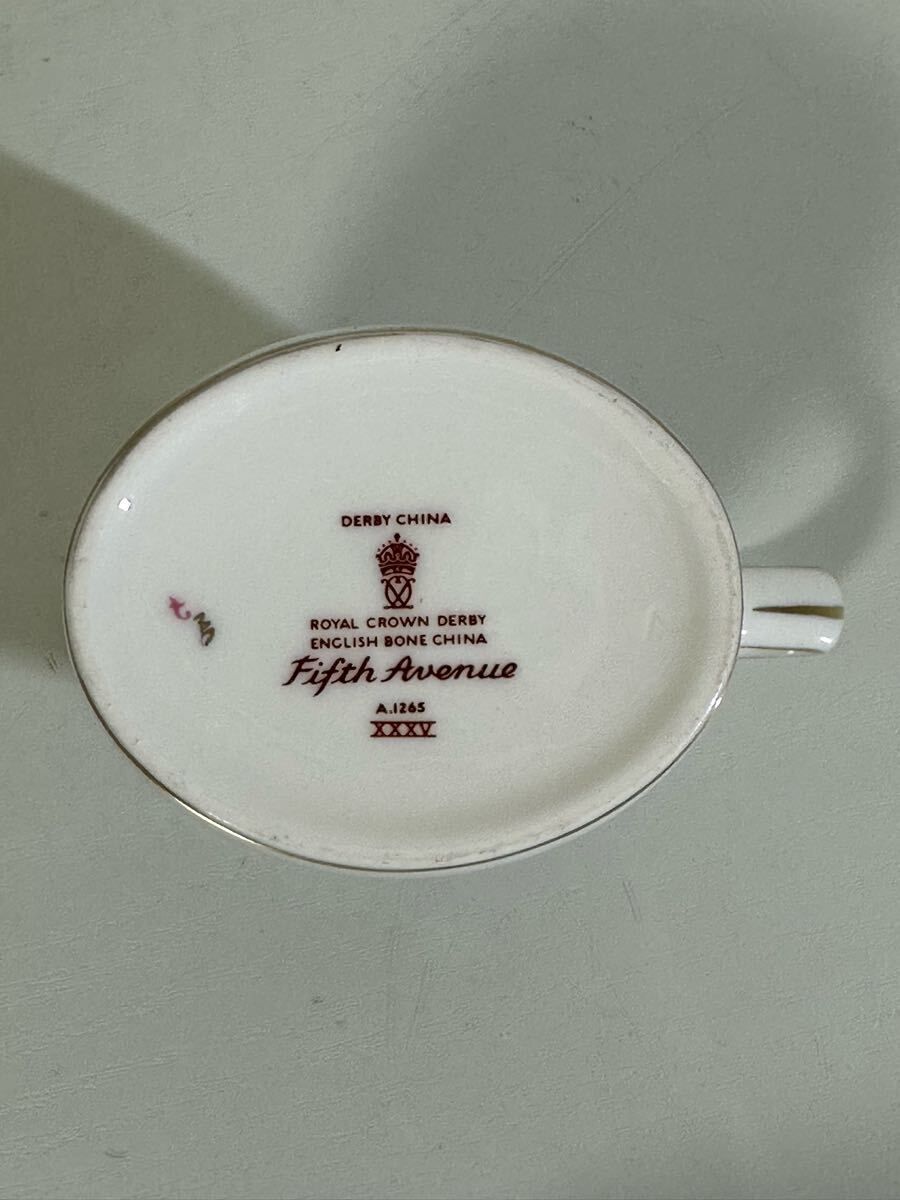 DERBY CHINA
ROYAL CROWN DERBY
ENGLISH BONE CHINA
Fifth Avenue
A.1265
XXXV